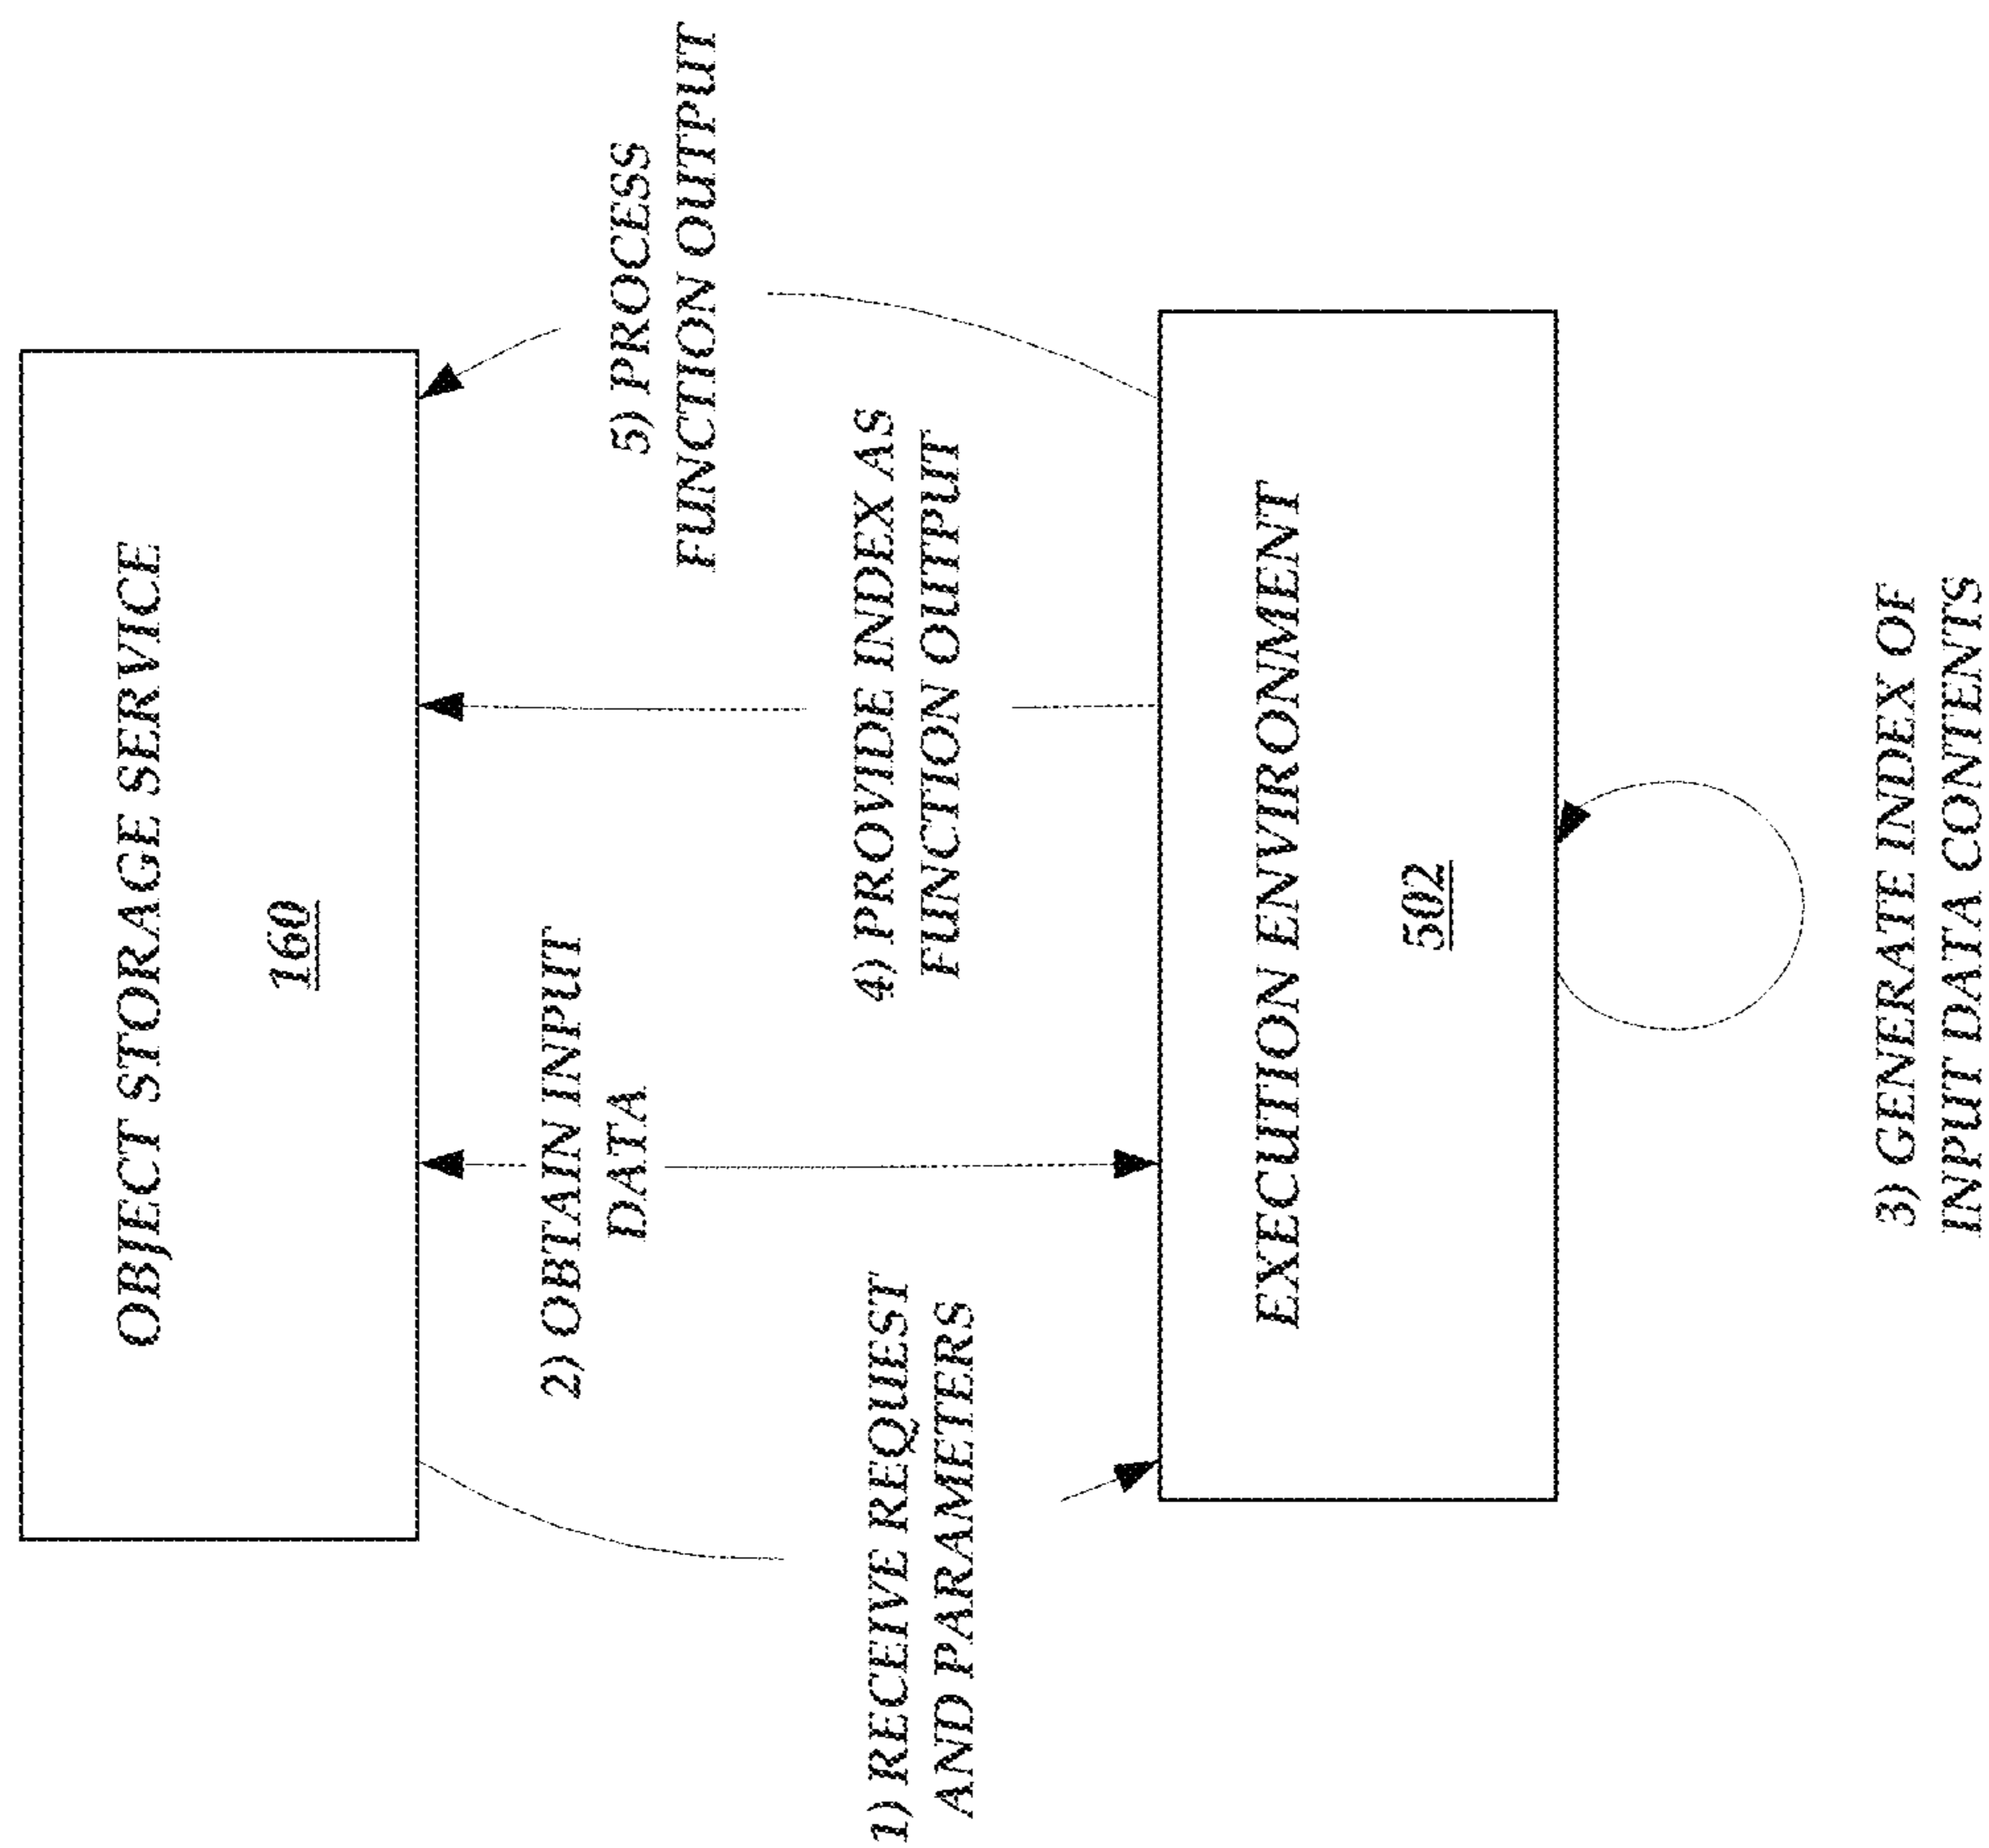 OBJECT STORAGE SERVICE
160
1) RECEIVE REQUEST
AND PARAMETERS
2) OBTAIN INPUT
DATA
4) PROVIDE INDEX AS
FUNCTION OUTPUT
5) PROCESS
FUNCTION OUTPUT
EXECUTION ENVIRONMENT
502
3) GENERATE INDEX OF
INPUT DATA CONTENTS